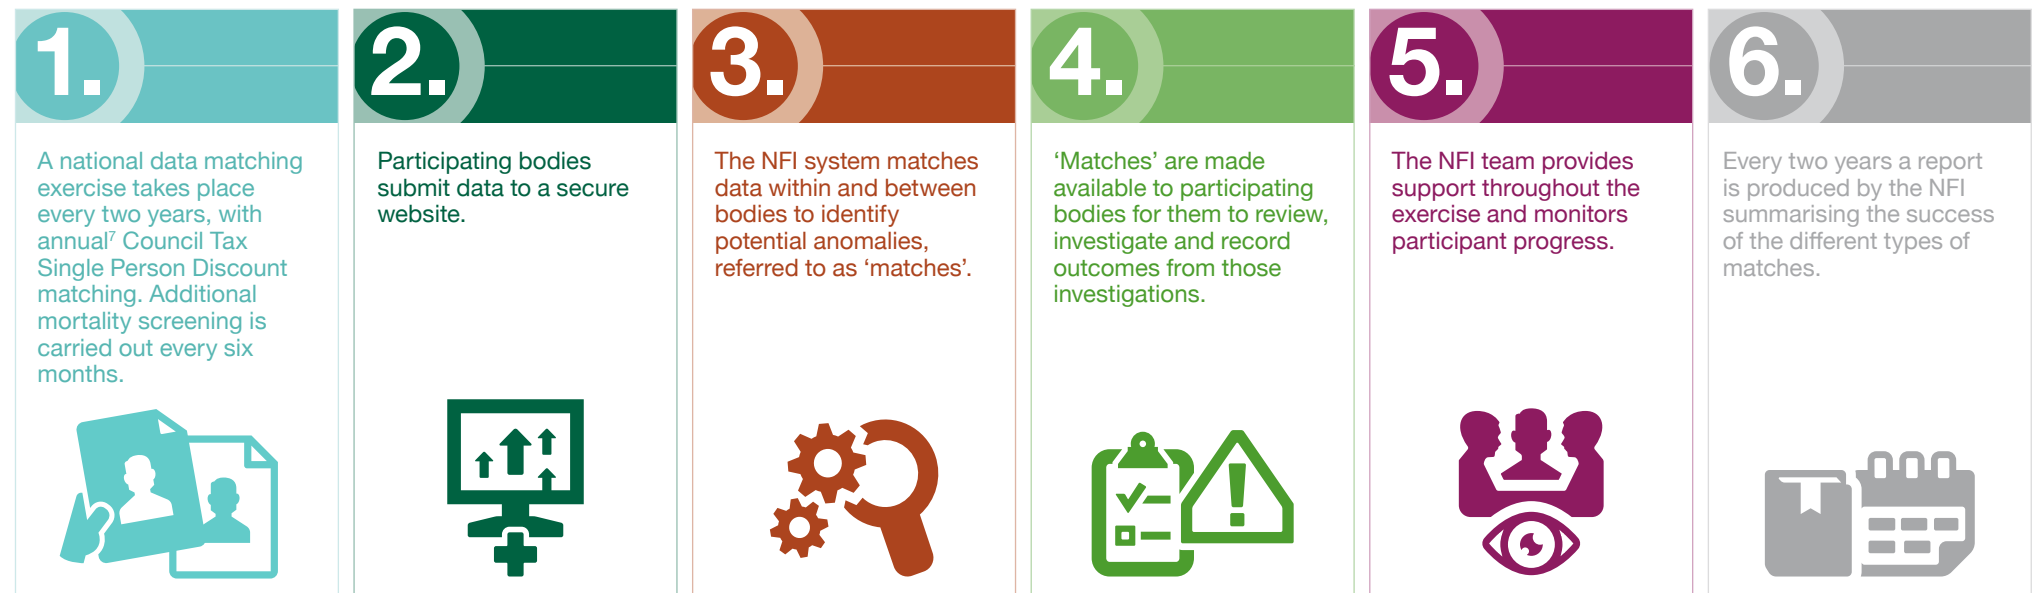 1.
A national data matching
exercise takes place
every two years, with
annual⁷ Council Tax
Single Person Discount
matching. Additional
mortality screening is
carried out every six
months.
2.
Participating bodies
submit data to a secure
website.
3.
The NFI system matches
data within and between
bodies to identify
potential anomalies,
referred to as ‘matches’.
4.
‘Matches’ are made
available to participating
bodies for them to review,
investigate and record
outcomes from those
investigations.
5.
The NFI team provides
support throughout the
exercise and monitors
participant progress.
6.
Every two years a report
is produced by the NFI
summarising the success
of the different types of
matches.